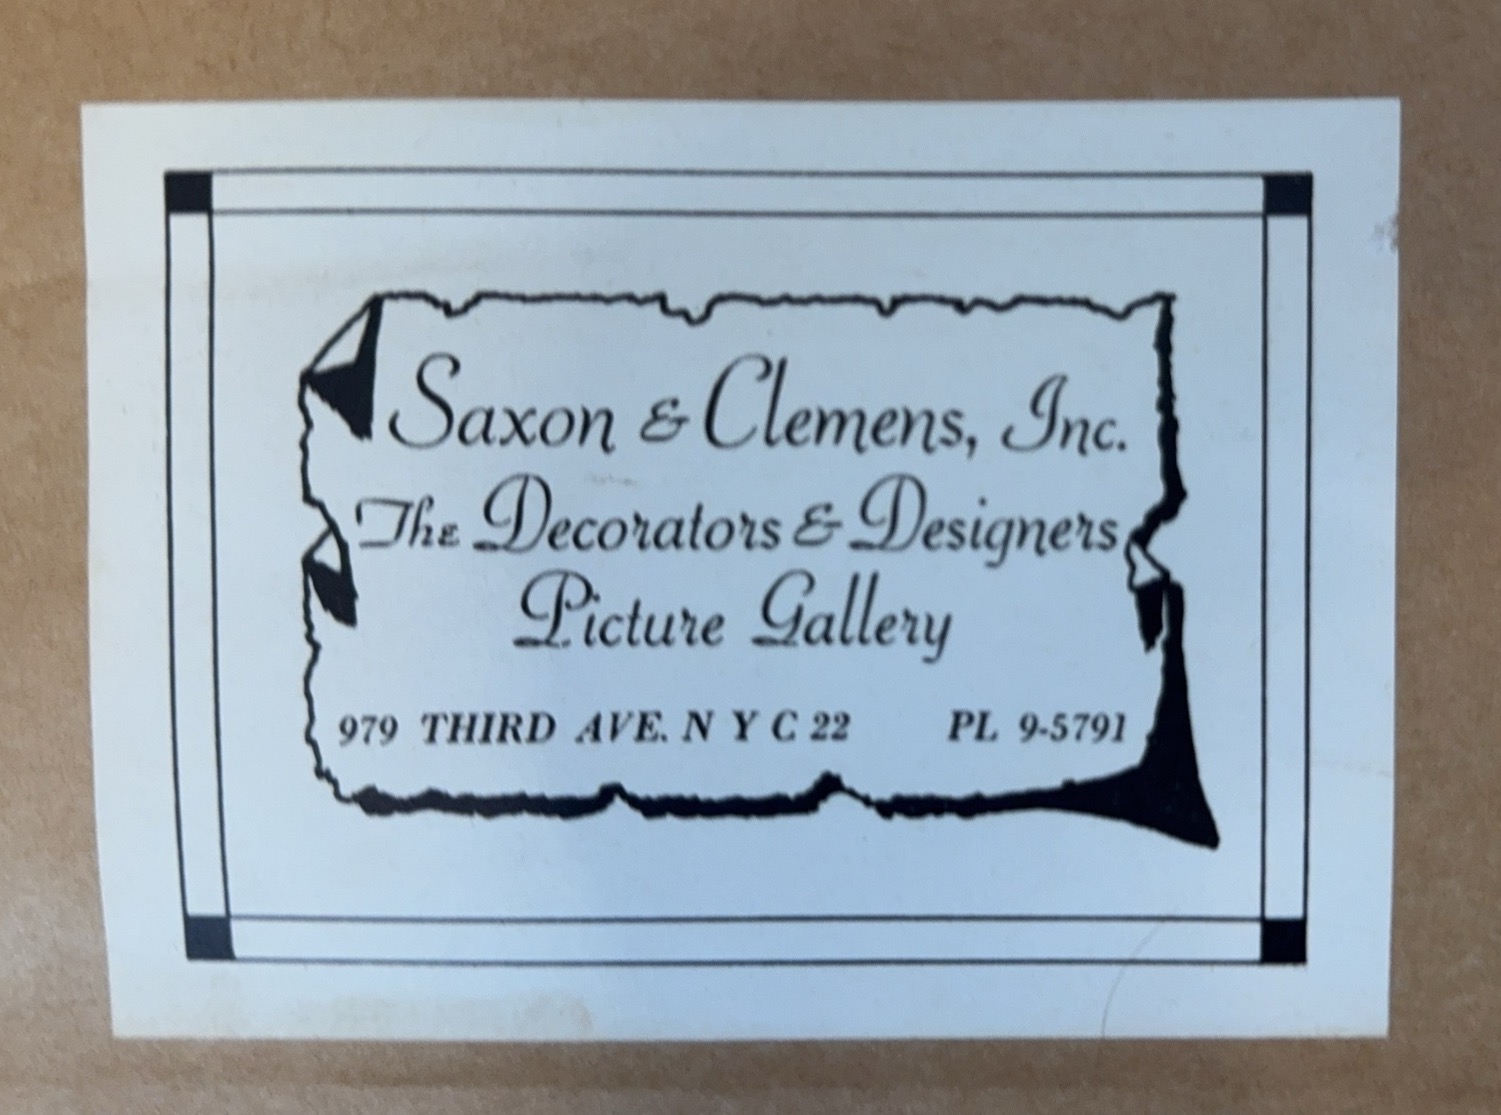 Saxon & Clemens, Inc.
The Decorators & Designers
Picture Gallery
979 THIRD AVE. N Y C 22 PL 9-5791